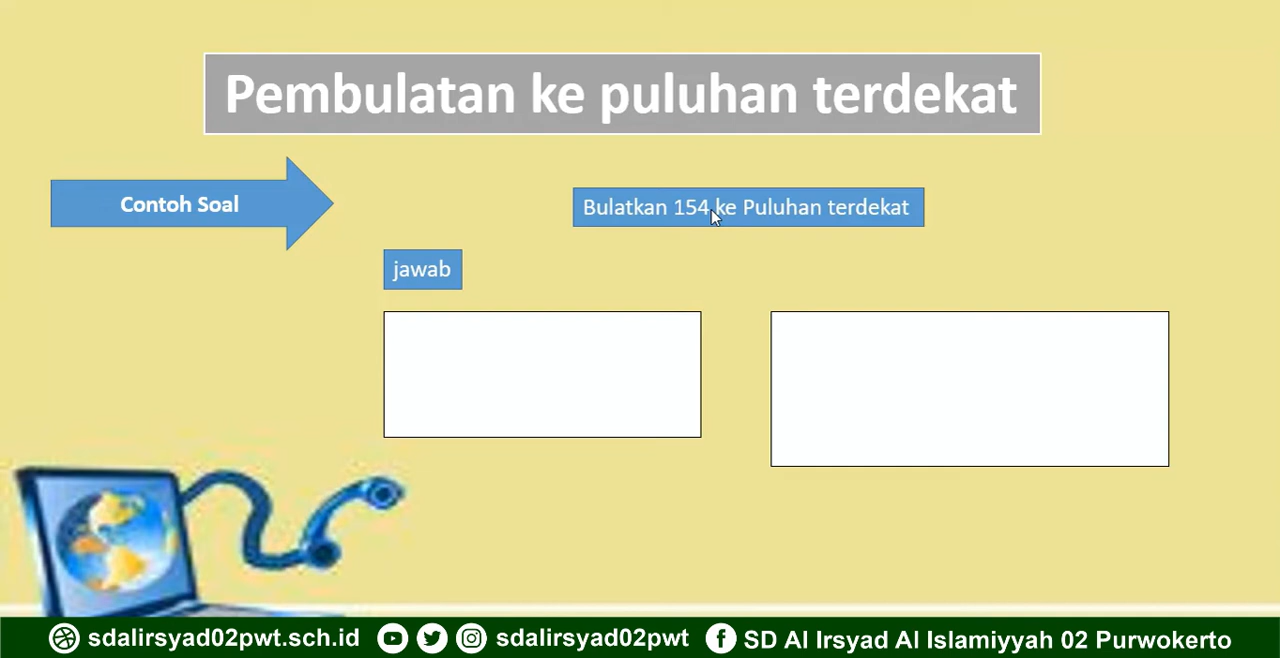 Pembulatan ke puluhan terdekat
Contoh Soal
Bulatkan 154 ke Puluhan terdekat
jawab
sdalirsyad02pwt.sch.id sdalirsyad02pwt SD Al Irsyad Al Islamiyyah 02 Purwokerto